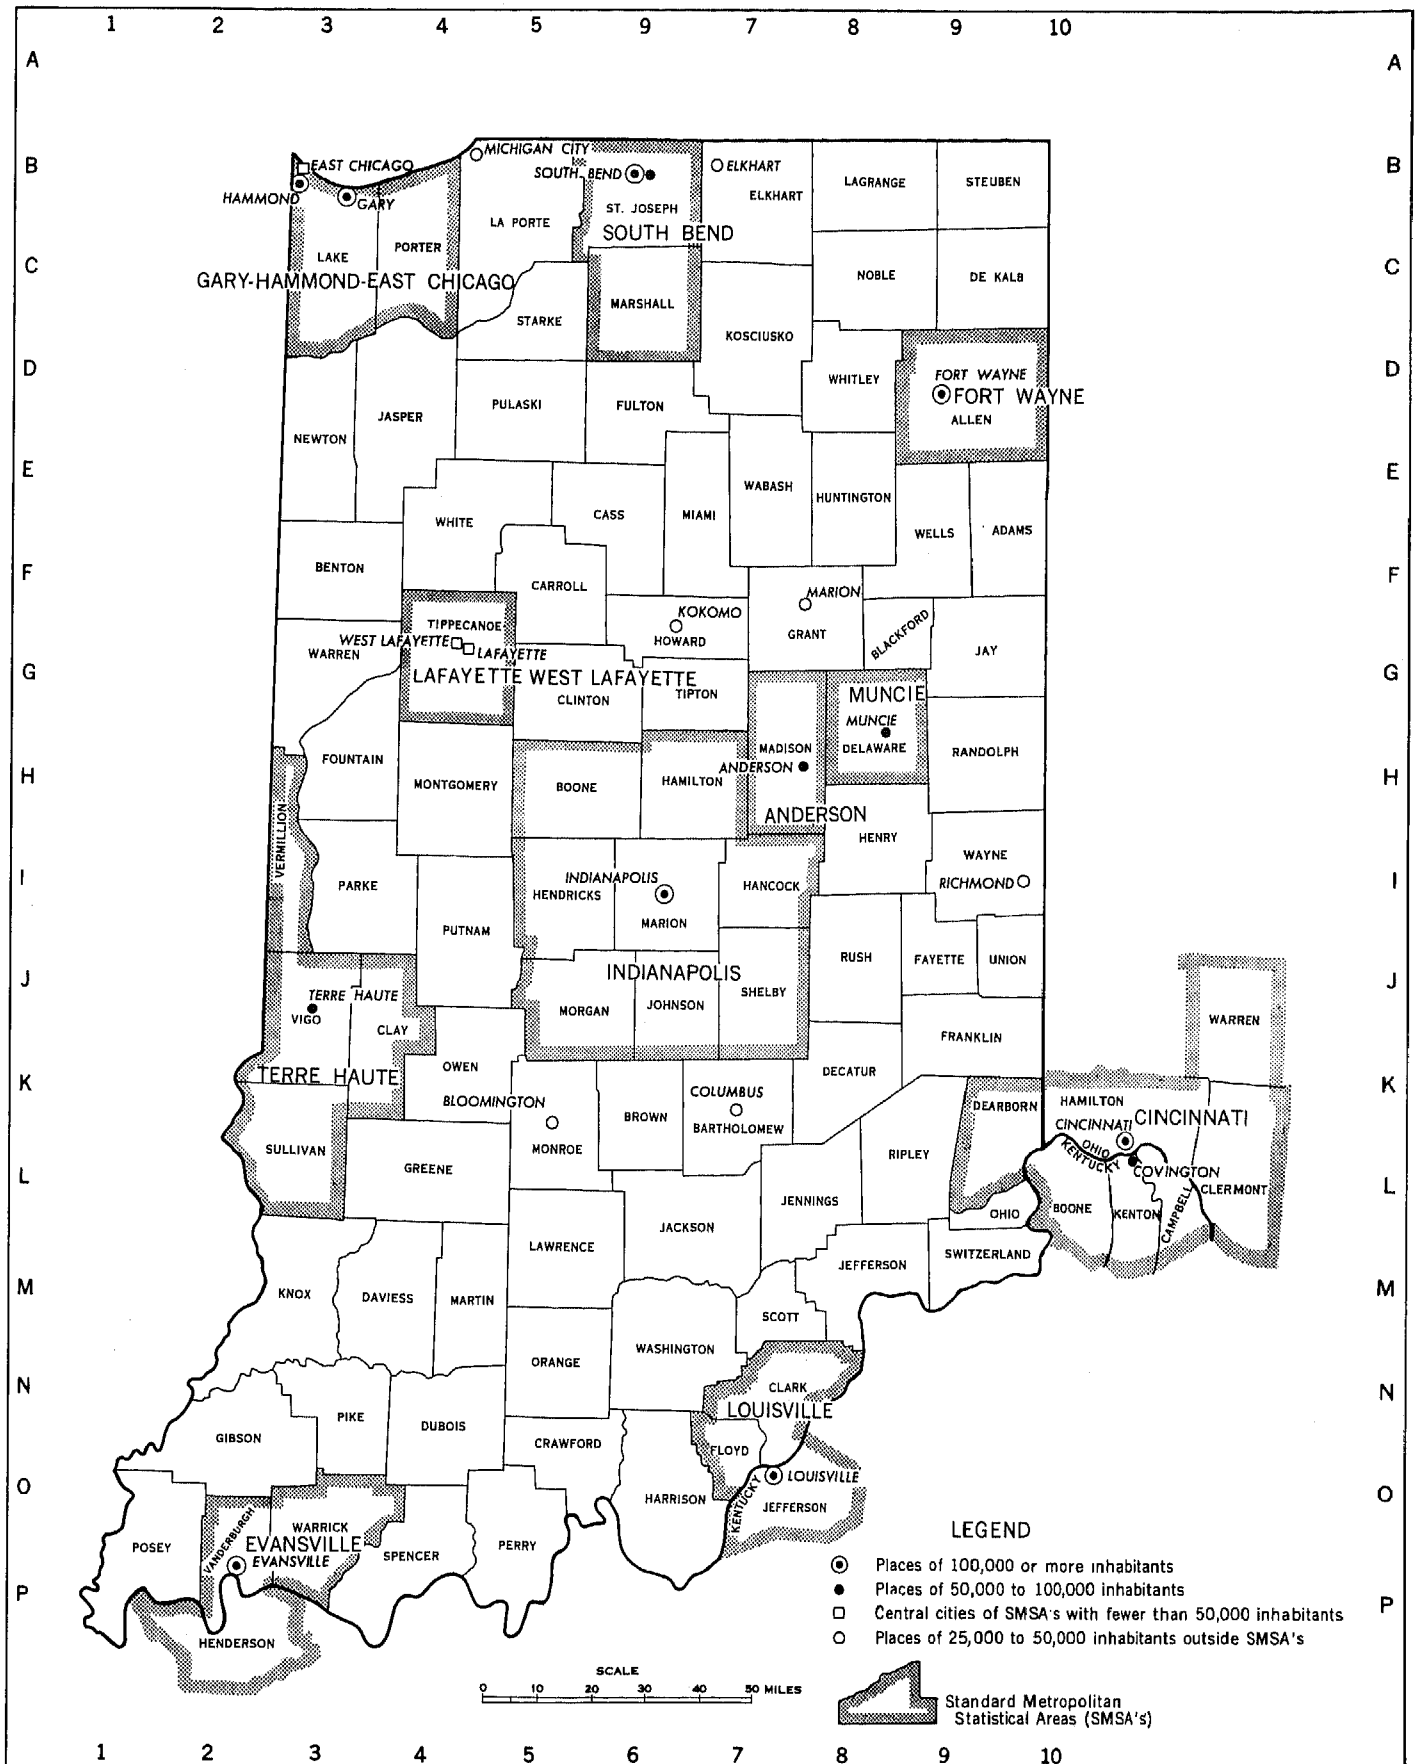 1 2 3 4 5 9 7 8 9 10
A A
B B
EAST CHICAGO
MICHIGAN CITY
SOUTH BEND
ELKHART
HAMMOND
GARY
ELKHART
LAGRANGE
STEUBEN
LA PORTE
ST. JOSEPH
SOUTH BEND
LAKE
PORTER
C C
GARY-HAMMOND-EAST CHICAGO
NOBLE
DE KALB
MARSHALL
STARKE
KOSCIUSKO
D D
WHITLEY
FORT WAYNE
FORT WAYNE
ALLEN
JASPER
PULASKI
FULTON
NEWTON
E E
WABASH
HUNTINGTON
WHITE
CASS
MIAMI
WELLS
ADAMS
F F
BENTON
CARROLL
MARION
KOKOMO
HOWARD
GRANT
BLACKFORD
JAY
TIPPECANOE
WEST LAFAYETTE
LAFAYETTE
WARREN
G G
LAFAYETTE WEST LAFAYETTE
CLINTON
TIPTON
MUNCIE
MUNCIE
DELAWARE
MADISON
ANDERSON
RANDOLPH
FOUNTAIN
H H
MONTGOMERY
BOONE
HAMILTON
ANDERSON
VERMILLION
HENRY
WAYNE
RICHMOND
I I
PARKE
INDIANAPOLIS
HENDRICKS
MARION
HANCOCK
PUTNAM
RUSH
FAYETTE
UNION
J J
INDIANAPOLIS
TERRE HAUTE
VIGO
CLAY
MORGAN
JOHNSON
SHELBY
WARREN
FRANKLIN
OWEN
TERRE HAUTE
DECATUR
K K
BLOOMINGTON
COLUMBUS
BROWN
BARTHOLOMEW
DEARBORN
HAMILTON
CINCINNATI
CINCINNATI
OHIO
KENTUCKY
COVINGTON
SULLIVAN
GREENE
MONROE
RIPLEY
L L
JENNINGS
OHIO
BOONE
KENTON
CAMPBELL
CLERMONT
JACKSON
LAWRENCE
SWITZERLAND
JEFFERSON
M M
KNOX
DAVIESS
MARTIN
SCOTT
WASHINGTON
ORANGE
N N
CLARK
LOUISVILLE
PIKE
DUBOIS
GIBSON
CRAWFORD
FLOYD
O O
LOUISVILLE
KENTUCKY
JEFFERSON
HARRISON
WARRICK
VANDERBURGH
EVANSVILLE
EVANSVILLE
POSEY
SPENCER
PERRY
P P
HENDERSON
LEGEND
Places of 100,000 or more inhabitants
Places of 50,000 to 100,000 inhabitants
Central cities of SMSA's with fewer than 50,000 inhabitants
Places of 25,000 to 50,000 inhabitants outside SMSA's
Standard Metropolitan
Statistical Areas (SMSA's)
SCALE
0 10 20 30 40 50 MILES
1 2 3 4 5 6 7 8 9 10